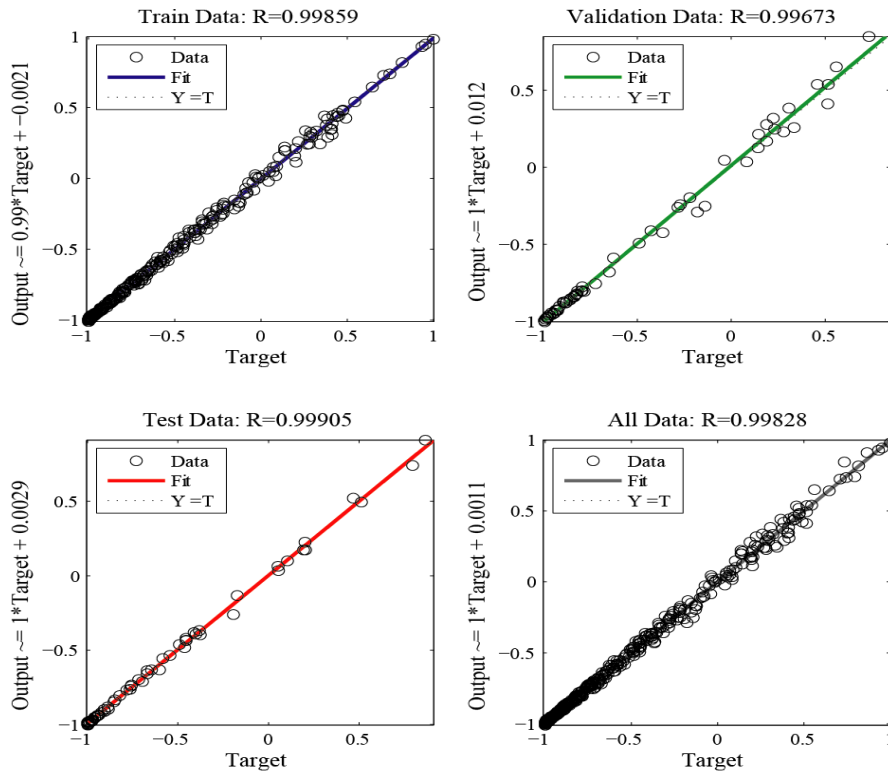 Train Data: R=0.99859
Output ~= 0.99*Target + −0.0021
1
0.5
0
−0.5
−1
Data
Fit
Y =T
−1
−0.5
0
0.5
1
Target
Validation Data: R=0.99673
Output ~= 1*Target + 0.012
1
0.5
0
−0.5
−1
Data
Fit
Y =T
−1
−0.5
0
0.5
Target
Test Data: R=0.99905
Output ~= 1*Target + 0.0029
1
0.5
0
−0.5
−1
Data
Fit
Y =T
−1
−0.5
0
0.5
Target
All Data: R=0.99828
Output ~= 1*Target + 0.0011
1
0.5
0
−0.5
−1
Data
Fit
Y =T
−1
−0.5
0
0.5
1
Target